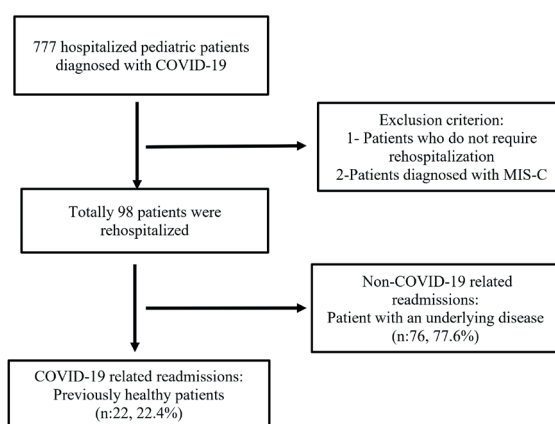 777 hospitalized pediatric patients
diagnosed with COVID-19
Exclusion criterion:
1- Patients who do not require
rehospitalization
2-Patients diagnosed with MIS-C
Totally 98 patients were
rehospitalized
Non-COVID-19 related
readmissions:
Patient with an underlying disease
(n:76, 77.6%)
COVID-19 related readmissions:
Previously healthy patients
(n:22, 22.4%)